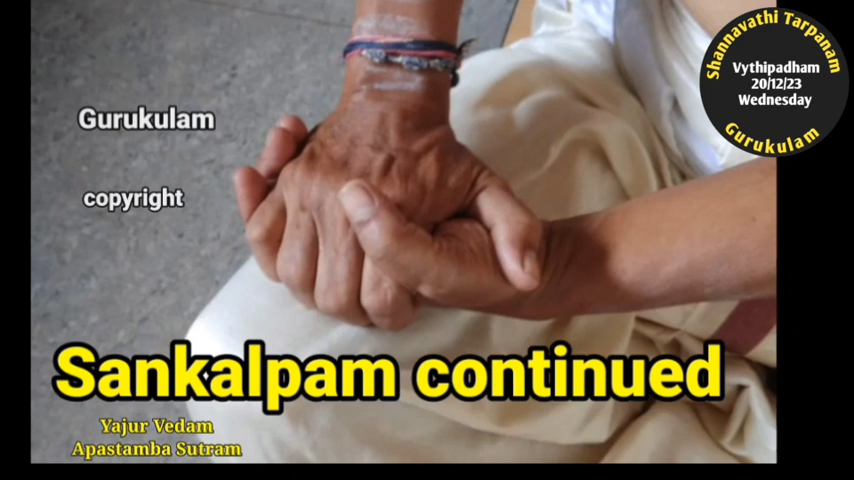 Shannavathi Tarpanam
Vythipadham
20/12/23
Wednesday
Gurukulam
Gurukulam
copyright
Sankalpam continued
Yajur Vedam
Apastamba Sutram